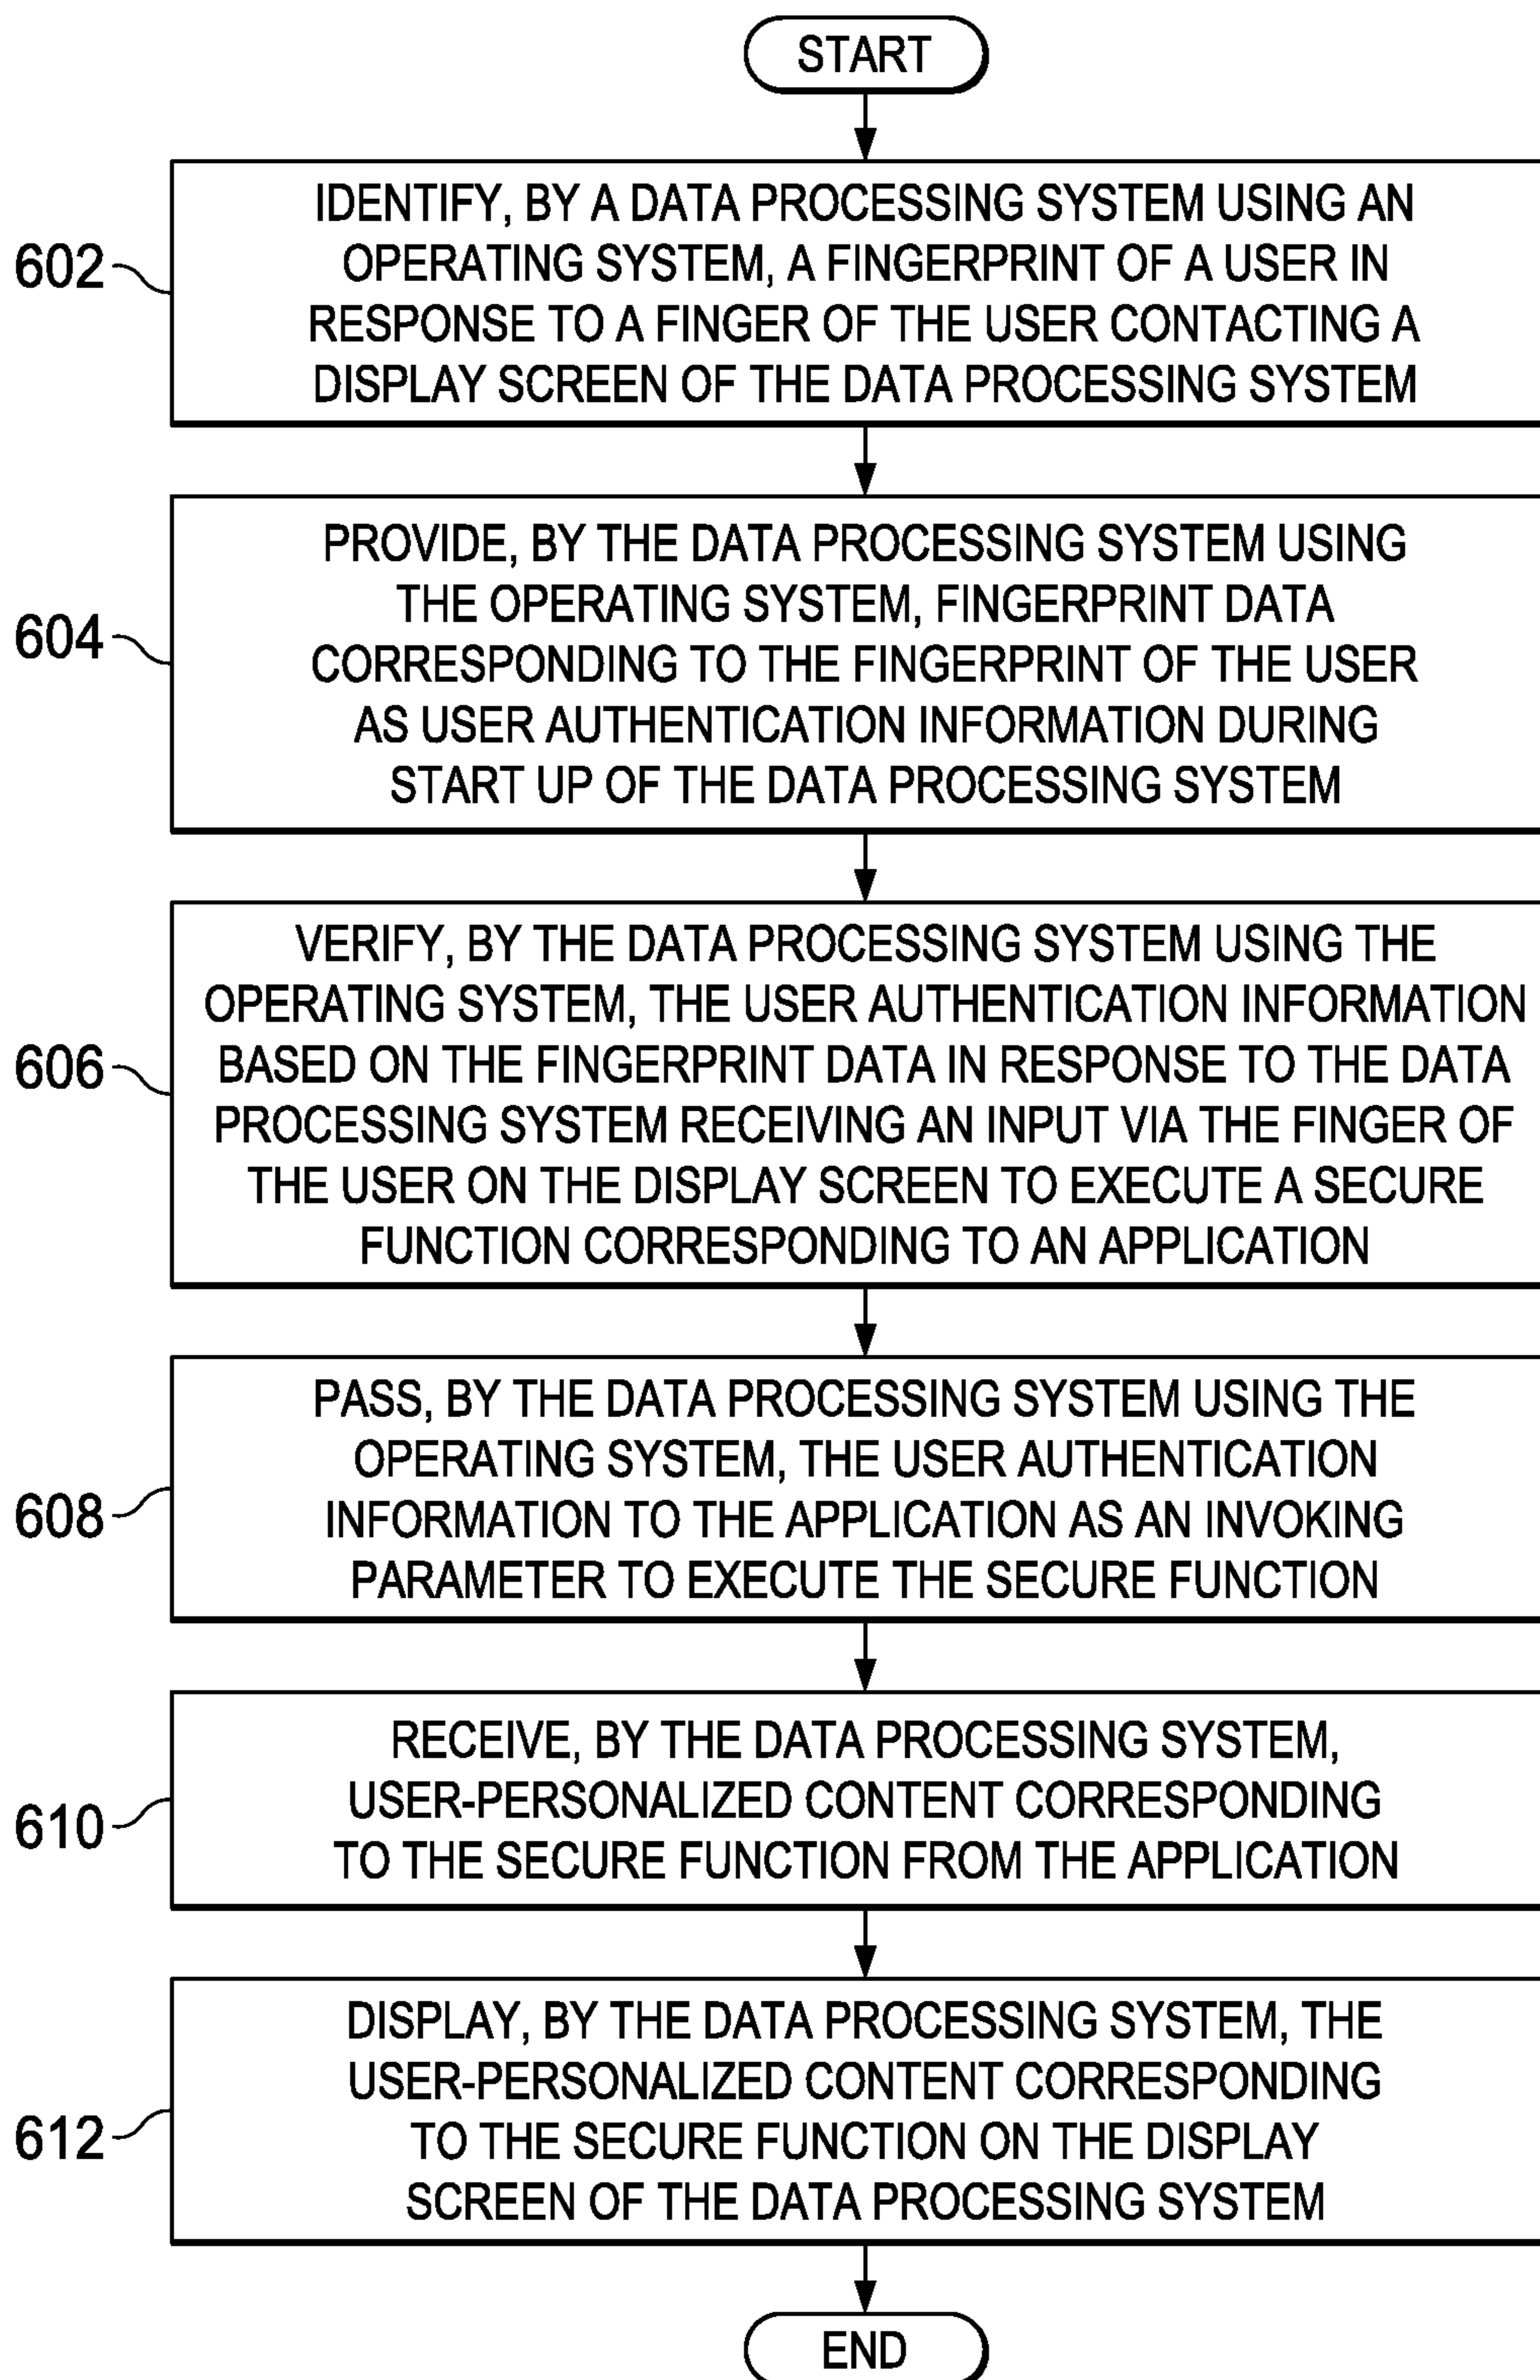 START
602
IDENTIFY, BY A DATA PROCESSING SYSTEM USING AN
OPERATING SYSTEM, A FINGERPRINT OF A USER IN
RESPONSE TO A FINGER OF THE USER CONTACTING A
DISPLAY SCREEN OF THE DATA PROCESSING SYSTEM
604
PROVIDE, BY THE DATA PROCESSING SYSTEM USING
THE OPERATING SYSTEM, FINGERPRINT DATA
CORRESPONDING TO THE FINGERPRINT OF THE USER
AS USER AUTHENTICATION INFORMATION DURING
START UP OF THE DATA PROCESSING SYSTEM
606
VERIFY, BY THE DATA PROCESSING SYSTEM USING THE
OPERATING SYSTEM, THE USER AUTHENTICATION INFORMATION
BASED ON THE FINGERPRINT DATA IN RESPONSE TO THE DATA
PROCESSING SYSTEM RECEIVING AN INPUT VIA THE FINGER OF
THE USER ON THE DISPLAY SCREEN TO EXECUTE A SECURE
FUNCTION CORRESPONDING TO AN APPLICATION
608
PASS, BY THE DATA PROCESSING SYSTEM USING THE
OPERATING SYSTEM, THE USER AUTHENTICATION
INFORMATION TO THE APPLICATION AS AN INVOKING
PARAMETER TO EXECUTE THE SECURE FUNCTION
610
RECEIVE, BY THE DATA PROCESSING SYSTEM,
USER-PERSONALIZED CONTENT CORRESPONDING
TO THE SECURE FUNCTION FROM THE APPLICATION
612
DISPLAY, BY THE DATA PROCESSING SYSTEM, THE
USER-PERSONALIZED CONTENT CORRESPONDING
TO THE SECURE FUNCTION ON THE DISPLAY
SCREEN OF THE DATA PROCESSING SYSTEM
END